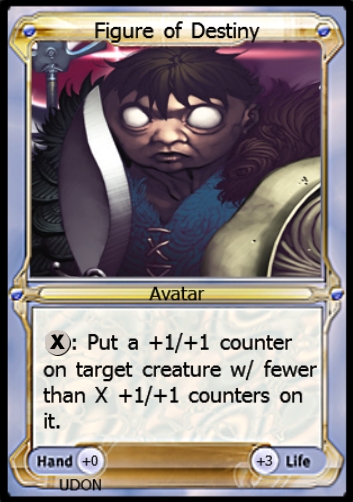 Figure of Destiny
Avatar
X: Put a +1/+1 counter
on target creature w/ fewer
than X +1/+1 counters on
it.
Hand +0 +3 Life
UDON